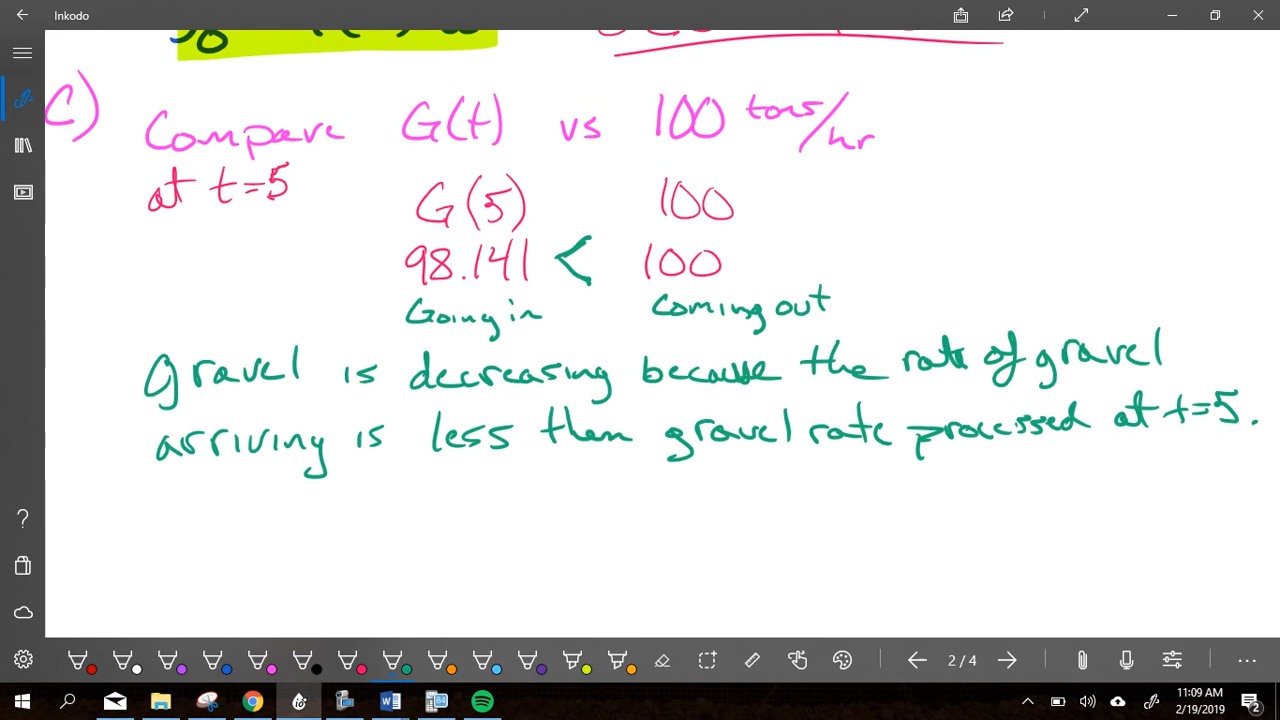 Inkodo
C)
Compare G(t) vs 100 tons/hr
at t=5
G(5) 100
98.141 < 100
Going in Coming out
Gravel is decreasing because the rate of gravel
arriving is less then gravel rate processed at t=5.
2 / 4
11:09 AM
2/19/2019
2